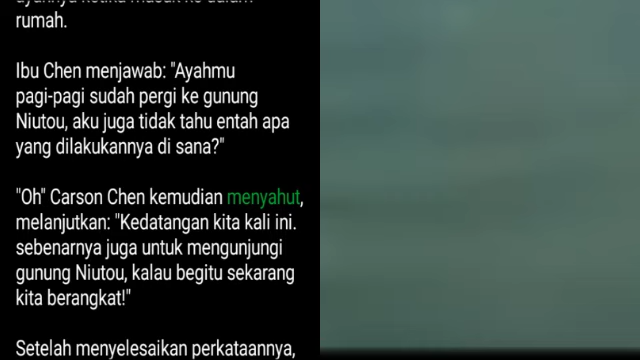 rumah.
Ibu Chen menjawab: "Ayahmu
pagi-pagi sudah pergi ke gunung
Niutou, aku juga tidak tahu entah apa
yang dilakukannya di sana?"
"Oh" Carson Chen kemudian menyahut,
melanjutkan: "Kedatangan kita kali ini.
sebenarnya juga untuk mengunjungi
gunung Niutou, kalau begitu sekarang
kita berangkat!"
Setelah menyelesaikan perkataannya,